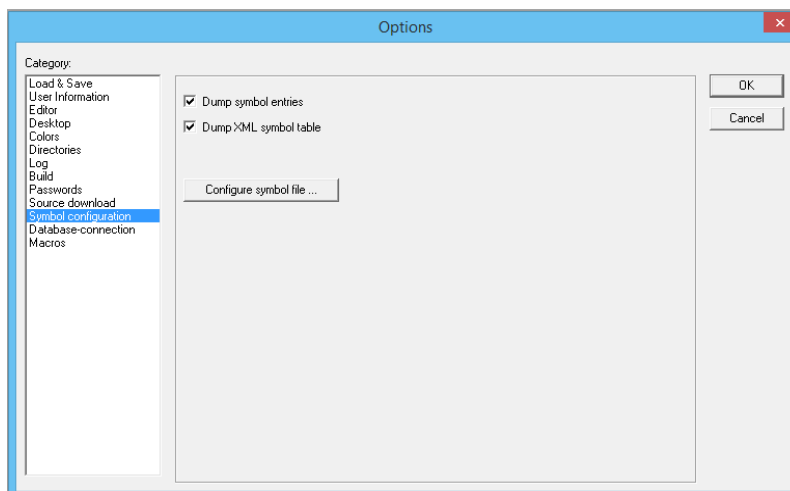 Options
Category:
Load & Save
User Information
Editor
Desktop
Colors
Directories
Log
Build
Passwords
Source download
Symbol configuration
Database-connection
Macros
Dump symbol entries
Dump XML symbol table
Configure symbol file ...
OK
Cancel